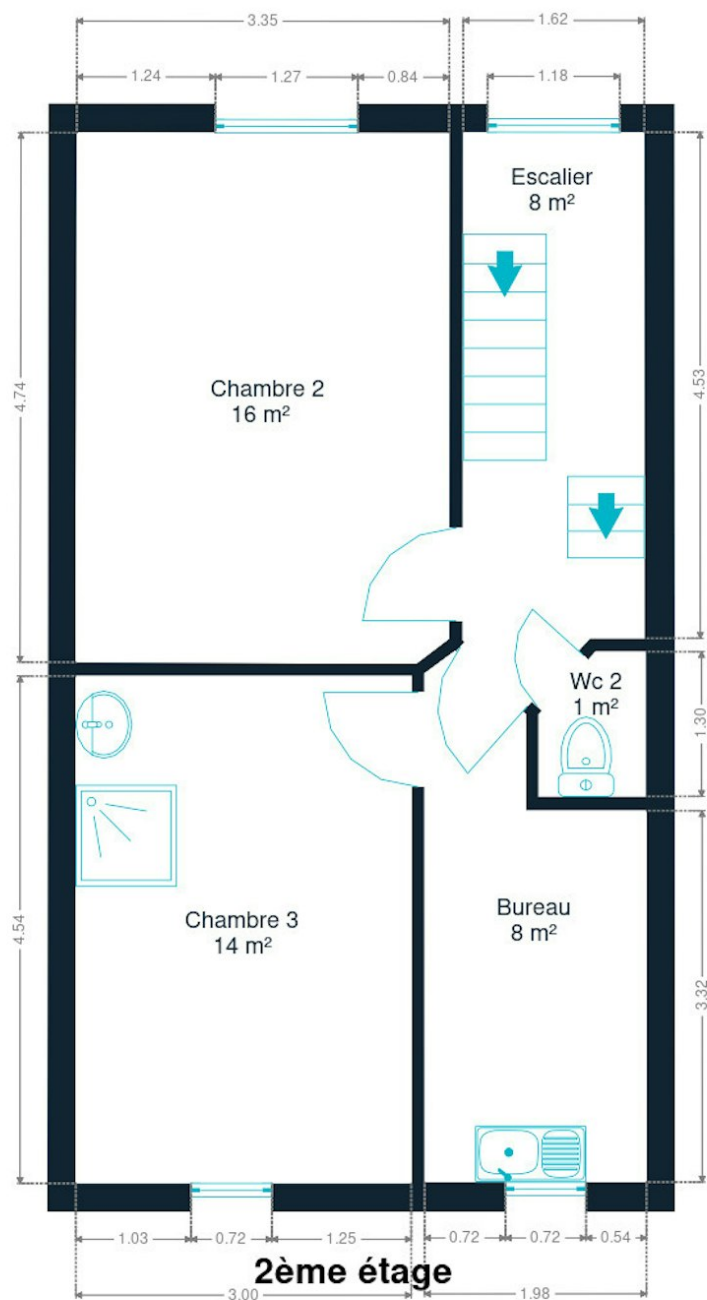 3.35
1.62
1.24
1.27
0.84
1.18
Escalier
8 m²
4.74
4.53
Chambre 2
16 m²
Wc 2
1 m²
1.30
4.54
Chambre 3
14 m²
Bureau
8 m²
3.32
1.03
0.72
1.25
0.72
0.72
0.54
2ème étage
3.00
1.98